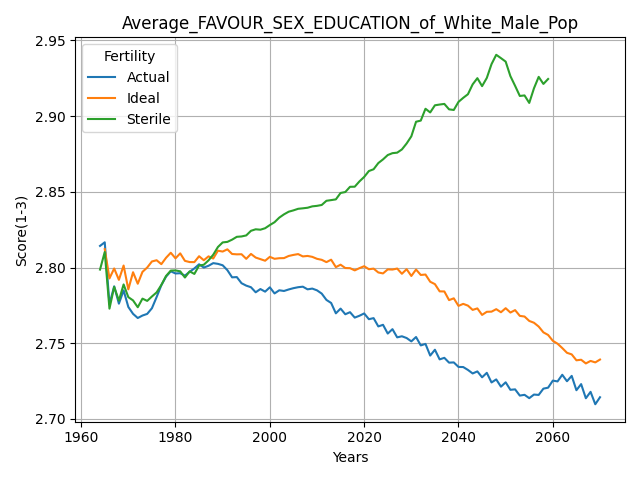 Average_FAVOUR_SEX_EDUCATION_of_White_Male_Pop
Fertility
Actual
Ideal
Sterile
Score(1-3)
2.95
2.90
2.85
2.80
2.75
2.70
1960 1980 2000 2020 2040 2060
Years